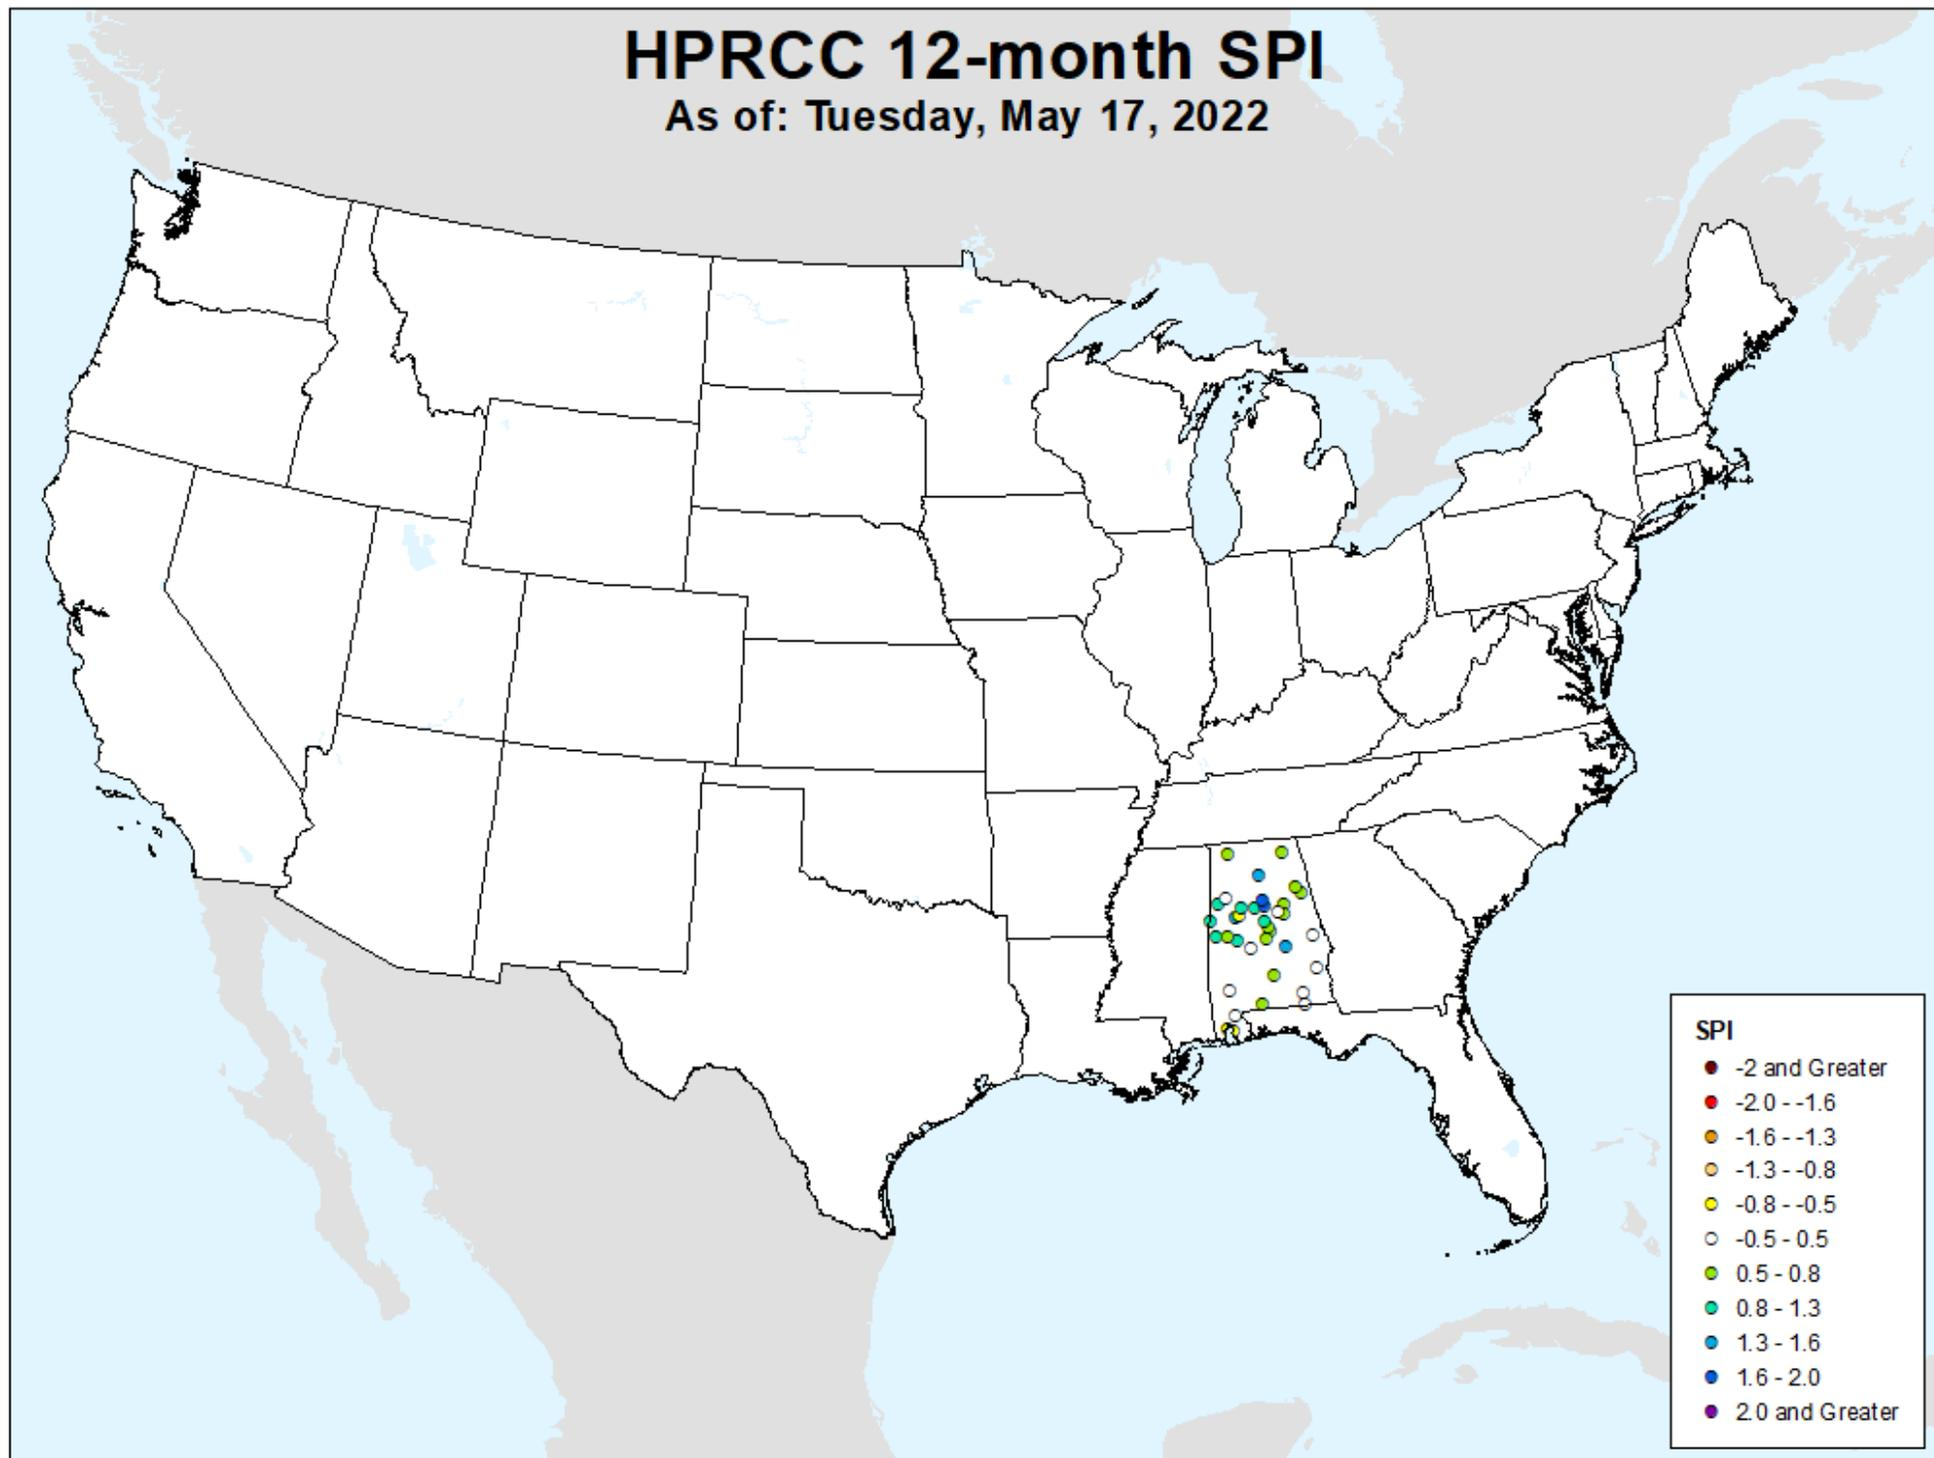 HPRCC 12-month SPI
As of: Tuesday, May 17, 2022
SPI
-2 and Greater
-2.0 - -1.6
-1.6 - -1.3
-1.3 - -0.8
-0.8 - -0.5
-0.5 - 0.5
0.5 - 0.8
0.8 - 1.3
1.3 - 1.6
1.6 - 2.0
2.0 and Greater